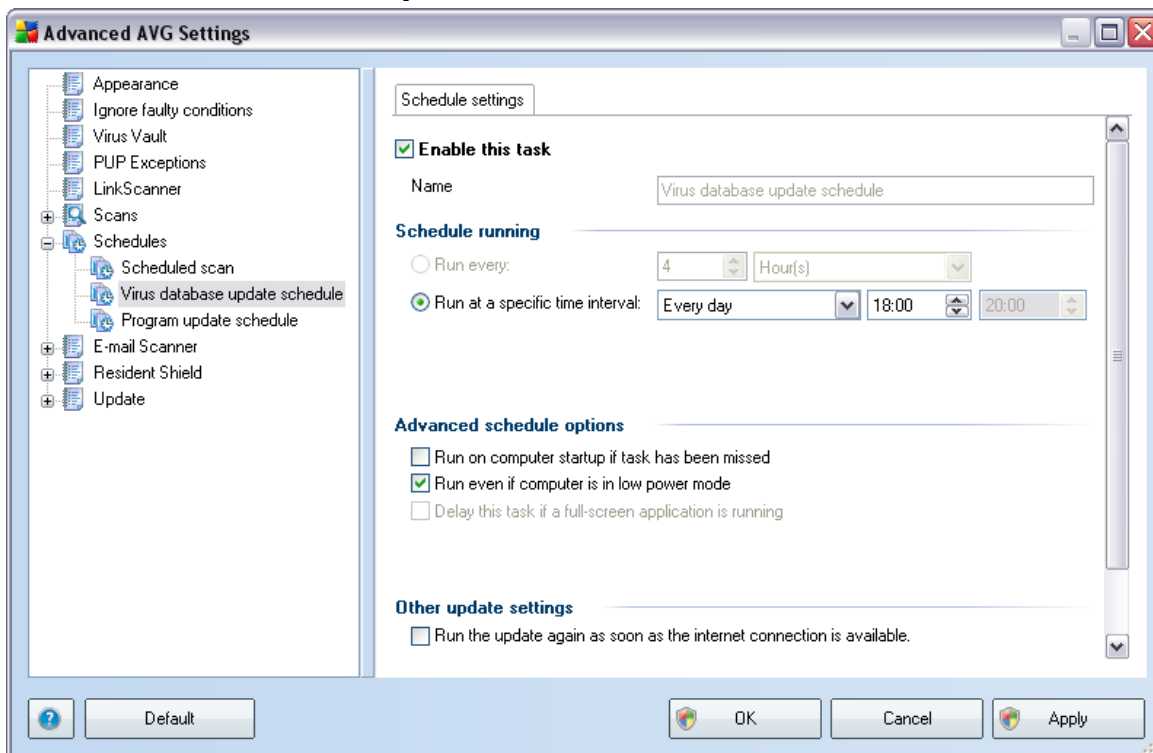 Advanced AVG Settings
Appearance
Ignore faulty conditions
Virus Vault
PUP Exceptions
LinkScanner
Scans
Schedules
Scheduled scan
Virus database update schedule
Program update schedule
E-mail Scanner
Resident Shield
Update
Schedule settings
Enable this task
Name Virus database update schedule
Schedule running
Run every: 4 Hour(s)
Run at a specific time interval: Every day 18:00 20:00
Advanced schedule options
Run on computer startup if task has been missed
Run even if computer is in low power mode
Delay this task if a full-screen application is running
Other update settings
Run the update again as soon as the internet connection is available.
? Default OK Cancel Apply